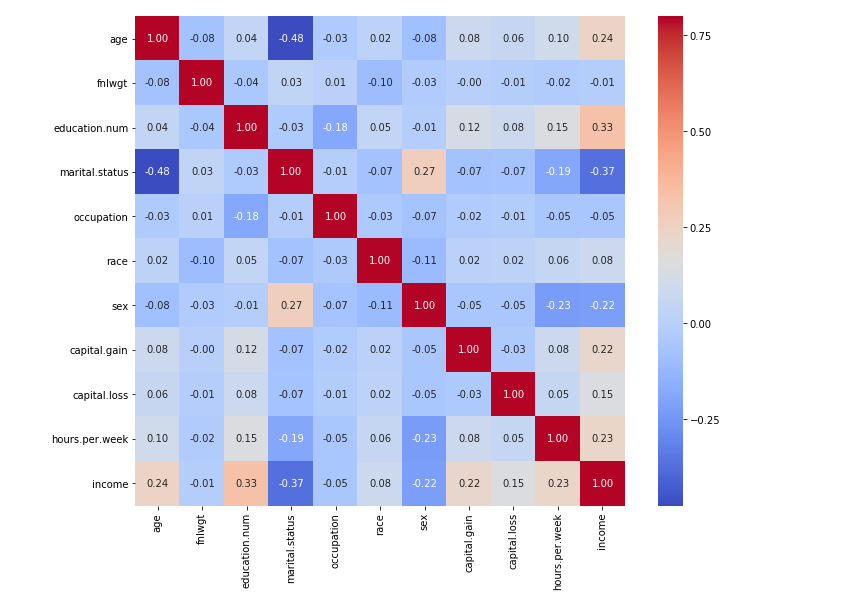 age 1.00 -0.08 0.04 -0.48 -0.03 0.02 -0.08 0.08 0.06 0.10 0.24
fnlwgt -0.08 1.00 -0.04 0.03 0.01 -0.10 -0.03 -0.00 -0.01 -0.02 -0.01
education.num 0.04 -0.04 1.00 -0.03 -0.18 0.05 -0.01 0.12 0.08 0.15 0.33
marital.status -0.48 0.03 -0.03 1.00 -0.01 -0.07 0.27 -0.07 -0.07 -0.19 -0.37
occupation -0.03 0.01 -0.18 -0.01 1.00 -0.03 -0.07 -0.02 -0.01 -0.05 -0.05
race 0.02 -0.10 0.05 -0.07 -0.03 1.00 -0.11 0.02 0.02 0.06 0.08
sex -0.08 -0.03 -0.01 0.27 -0.07 -0.11 1.00 -0.05 -0.05 -0.23 -0.22
capital.gain 0.08 -0.00 0.12 -0.07 -0.02 0.02 -0.05 1.00 -0.03 0.08 0.22
capital.loss 0.06 -0.01 0.08 -0.07 -0.01 0.02 -0.05 -0.03 1.00 0.05 0.15
hours.per.week 0.10 -0.02 0.15 -0.19 -0.05 0.06 -0.23 0.08 0.05 1.00 0.23
income 0.24 -0.01 0.33 -0.37 -0.05 0.08 -0.22 0.22 0.15 0.23 1.00
age fnlwgt education.num marital.status occupation race sex capital.gain capital.loss hours.per.week income
0.75
0.50
0.25
0.00
−0.25